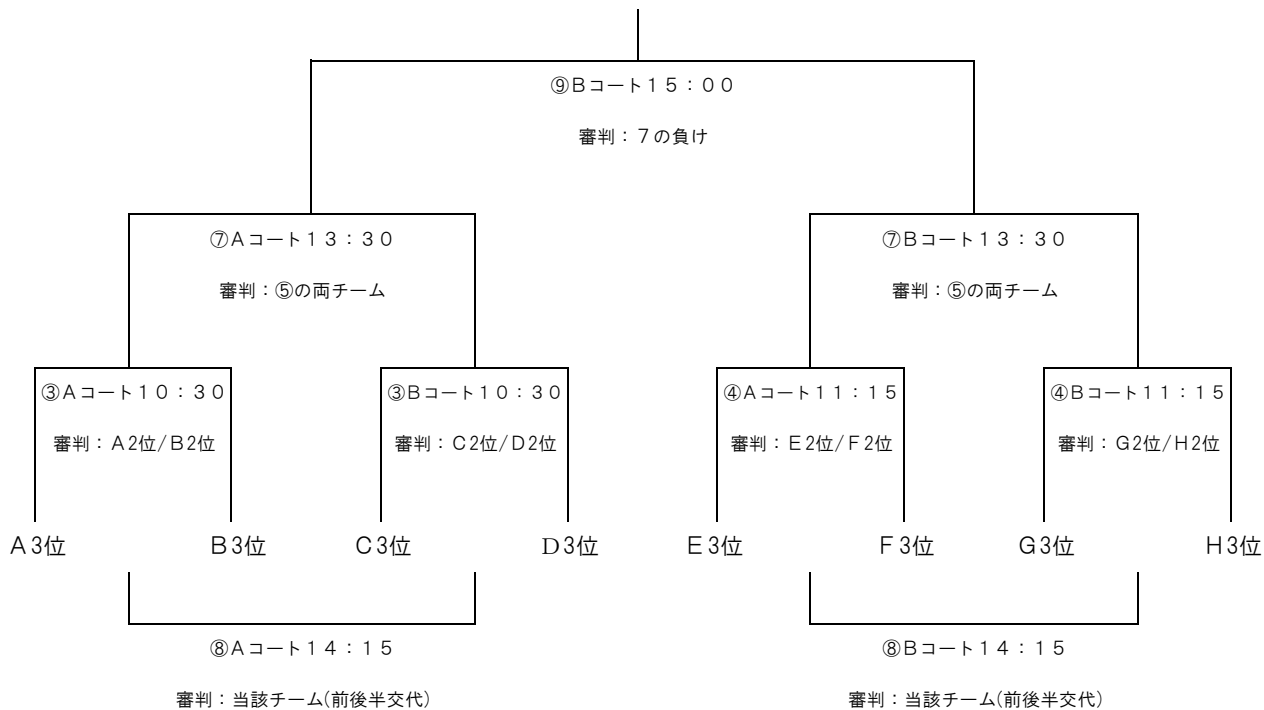 ⑨Bコート15：00
審判：7の負け
⑦Aコート13：30
⑦Bコート13：30
審判：⑤の両チーム
審判：⑤の両チーム
③Aコート10：30
③Bコート10：30
④Aコート11：15
④Bコート11：15
審判：A2位/B2位
審判：C2位/D2位
審判：E2位/F2位
審判：G2位/H2位
A3位
B3位
C3位
D3位
E3位
F3位
G3位
H3位
⑧Aコート14：15
⑧Bコート14：15
審判：当該チーム(前後半交代)
審判：当該チーム(前後半交代)